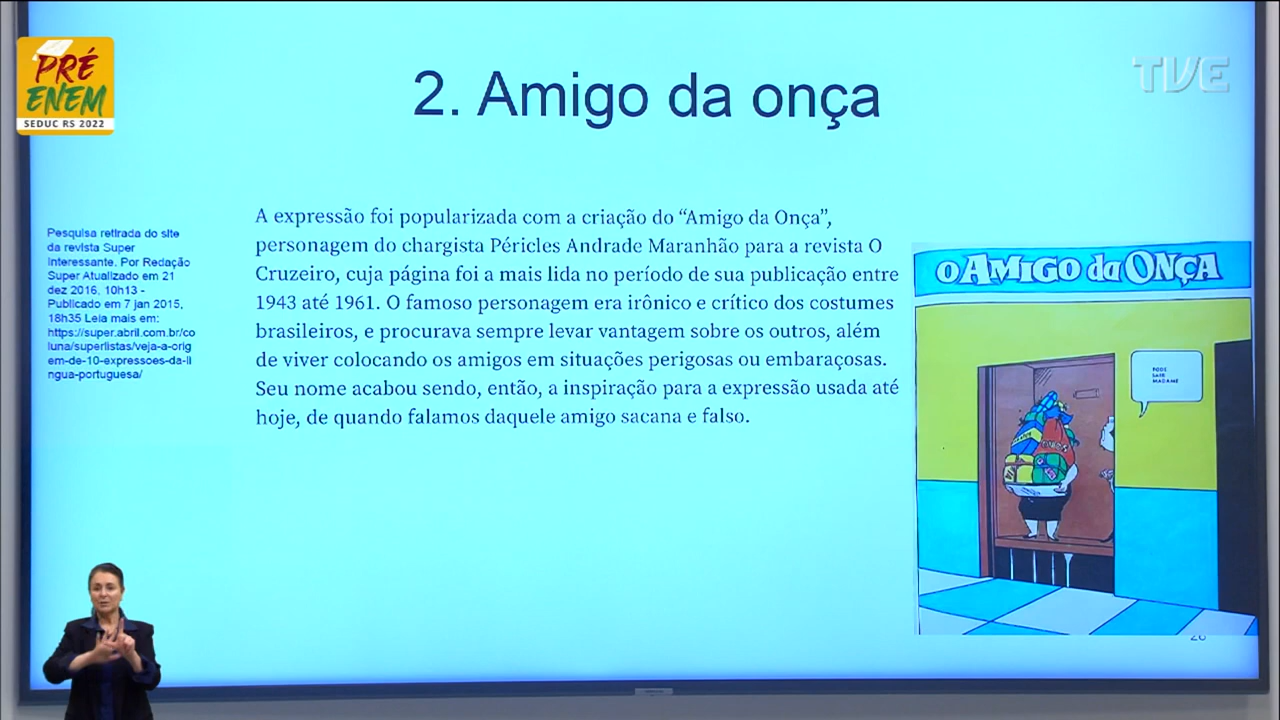 PRÉ
ENEM
SEDUC RS 2022
TVE
2. Amigo da onça
Pesquisa retirada do site
da revista Super
Interessante. Por Redação
Super Atualizado em 21
dez 2016, 10h13 -
Publicado em 7 jan 2015,
18h35 Leia mais em:
https://super.abril.com.br/co
luna/superlistas/veja-a-orig
em-de-10-expressoes-da-li
ngua-portuguesa/
A expressão foi popularizada com a criação do “Amigo da Onça”,
personagem do chargista Péricles Andrade Maranhão para a revista O
Cruzeiro, cuja página foi a mais lida no período de sua publicação entre
1943 até 1961. O famoso personagem era irônico e crítico dos costumes
brasileiros, e procurava sempre levar vantagem sobre os outros, além
de viver colocando os amigos em situações perigosas ou embaraçosas.
Seu nome acabou sendo, então, a inspiração para a expressão usada até
hoje, de quando falamos daquele amigo sacana e falso.
O AMIGO da ONÇA
PODE
SAIR
MADAME